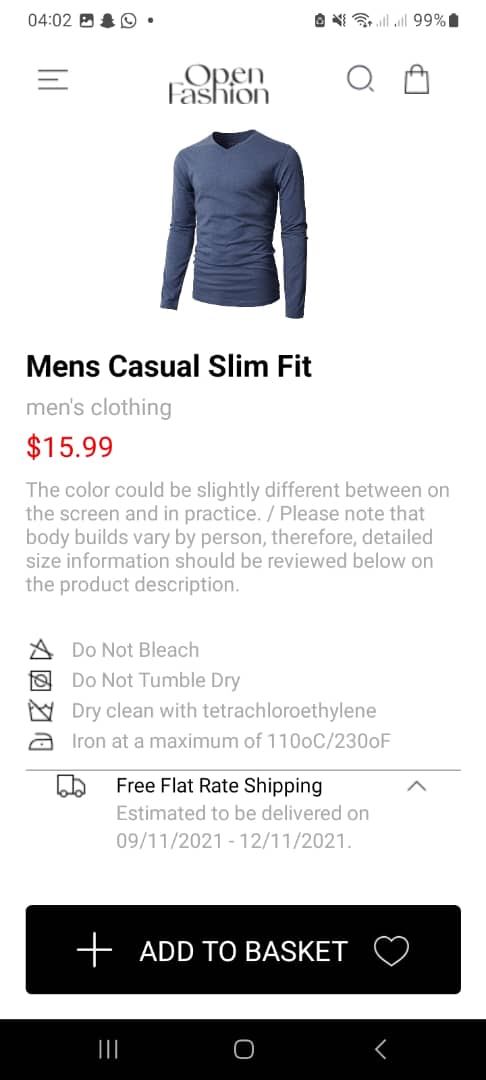 04:02
99%
Open
Fashion
Mens Casual Slim Fit
men's clothing
$15.99
The color could be slightly different between on
the screen and in practice. / Please note that
body builds vary by person, therefore, detailed
size information should be reviewed below on
the product description.
Do Not Bleach
Do Not Tumble Dry
Dry clean with tetrachloroethylene
Iron at a maximum of 110oC/230oF
Free Flat Rate Shipping
Estimated to be delivered on
09/11/2021 - 12/11/2021.
ADD TO BASKET